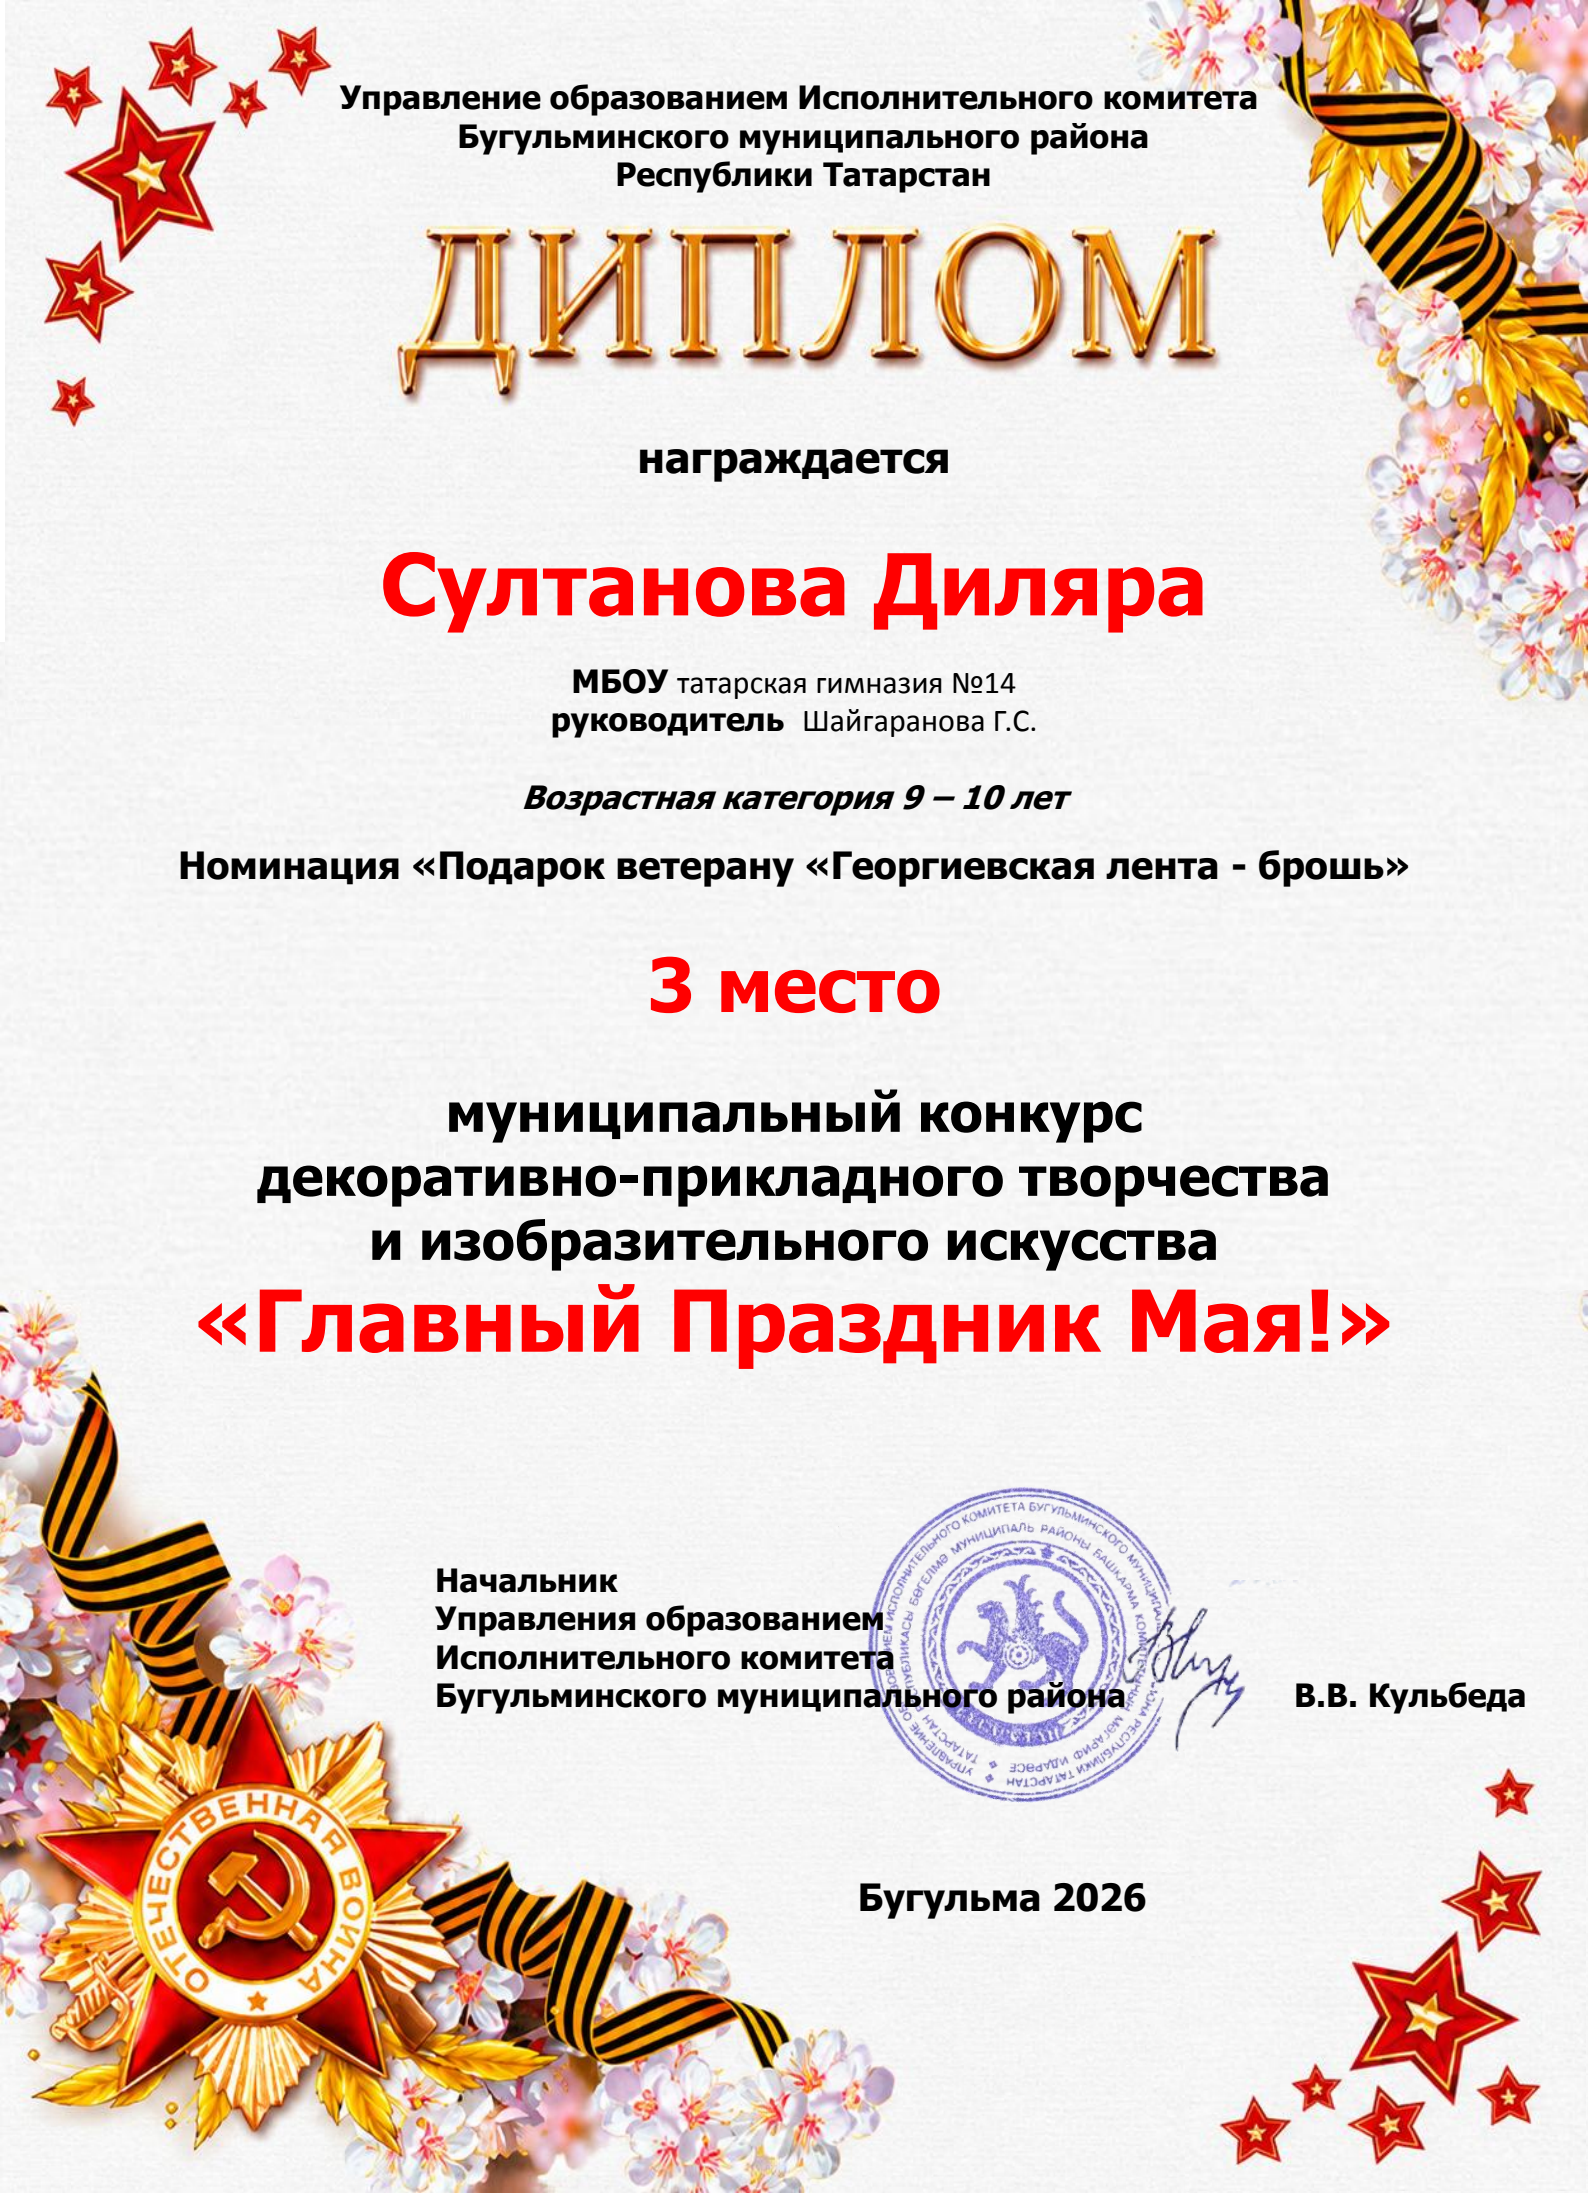 Управление образованием Исполнительного комитета
Бугульминского муниципального района
Республики Татарстан
ДИПЛОМ
награждается
Султанова Диляра
МБОУ татарская гимназия №14
руководитель Шайгаранова Г.С.
Возрастная категория 9 – 10 лет
Номинация «Подарок ветерану «Георгиевская лента - брошь»
3 место
муниципальный конкурс
декоративно-прикладного творчества
и изобразительного искусства
«Главный Праздник Мая!»
Начальник
Управления образованием
Исполнительного комитета
Бугульминского муниципального района
В.В. Кульбеда
ОТЕЧЕСТВЕННАЯ ВОЙНА
Бугульма 2026